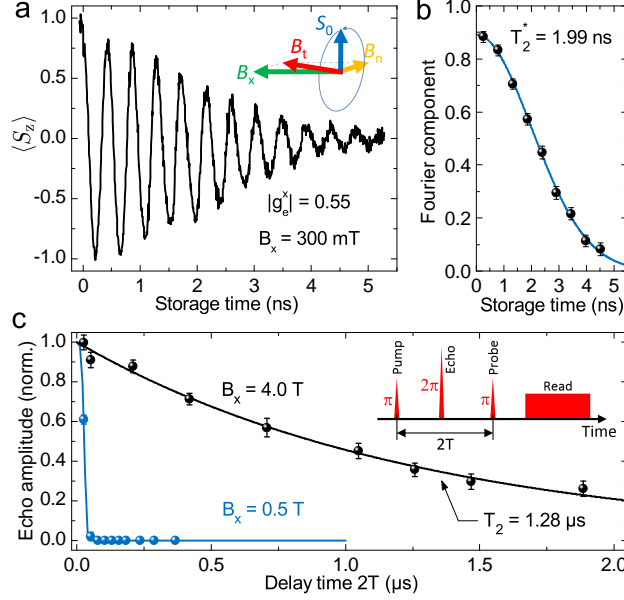 a
b
1.0
0.5
0.0
-0.5
-1.0
⟨S_z⟩
S_0
B_t
B_n
B_x
|g_e^x| = 0.55
B_x = 300 mT
0 1 2 3 4 5
Storage time (ns)
1.0
0.8
0.6
0.4
0.2
0.0
Fourier component
T_2^* = 1.99 ns
0 1 2 3 4 5
Storage time (ns)
c
1.0
0.8
0.6
0.4
0.2
0.0
Echo amplitude (norm.)
B_x = 4.0 T
B_x = 0.5 T
Pump
Echo
Probe
π
2π
π
Read
Time
2T
T_2 = 1.28 µs
0.0 0.5 1.0 1.5 2.0
Delay time 2T (µs)